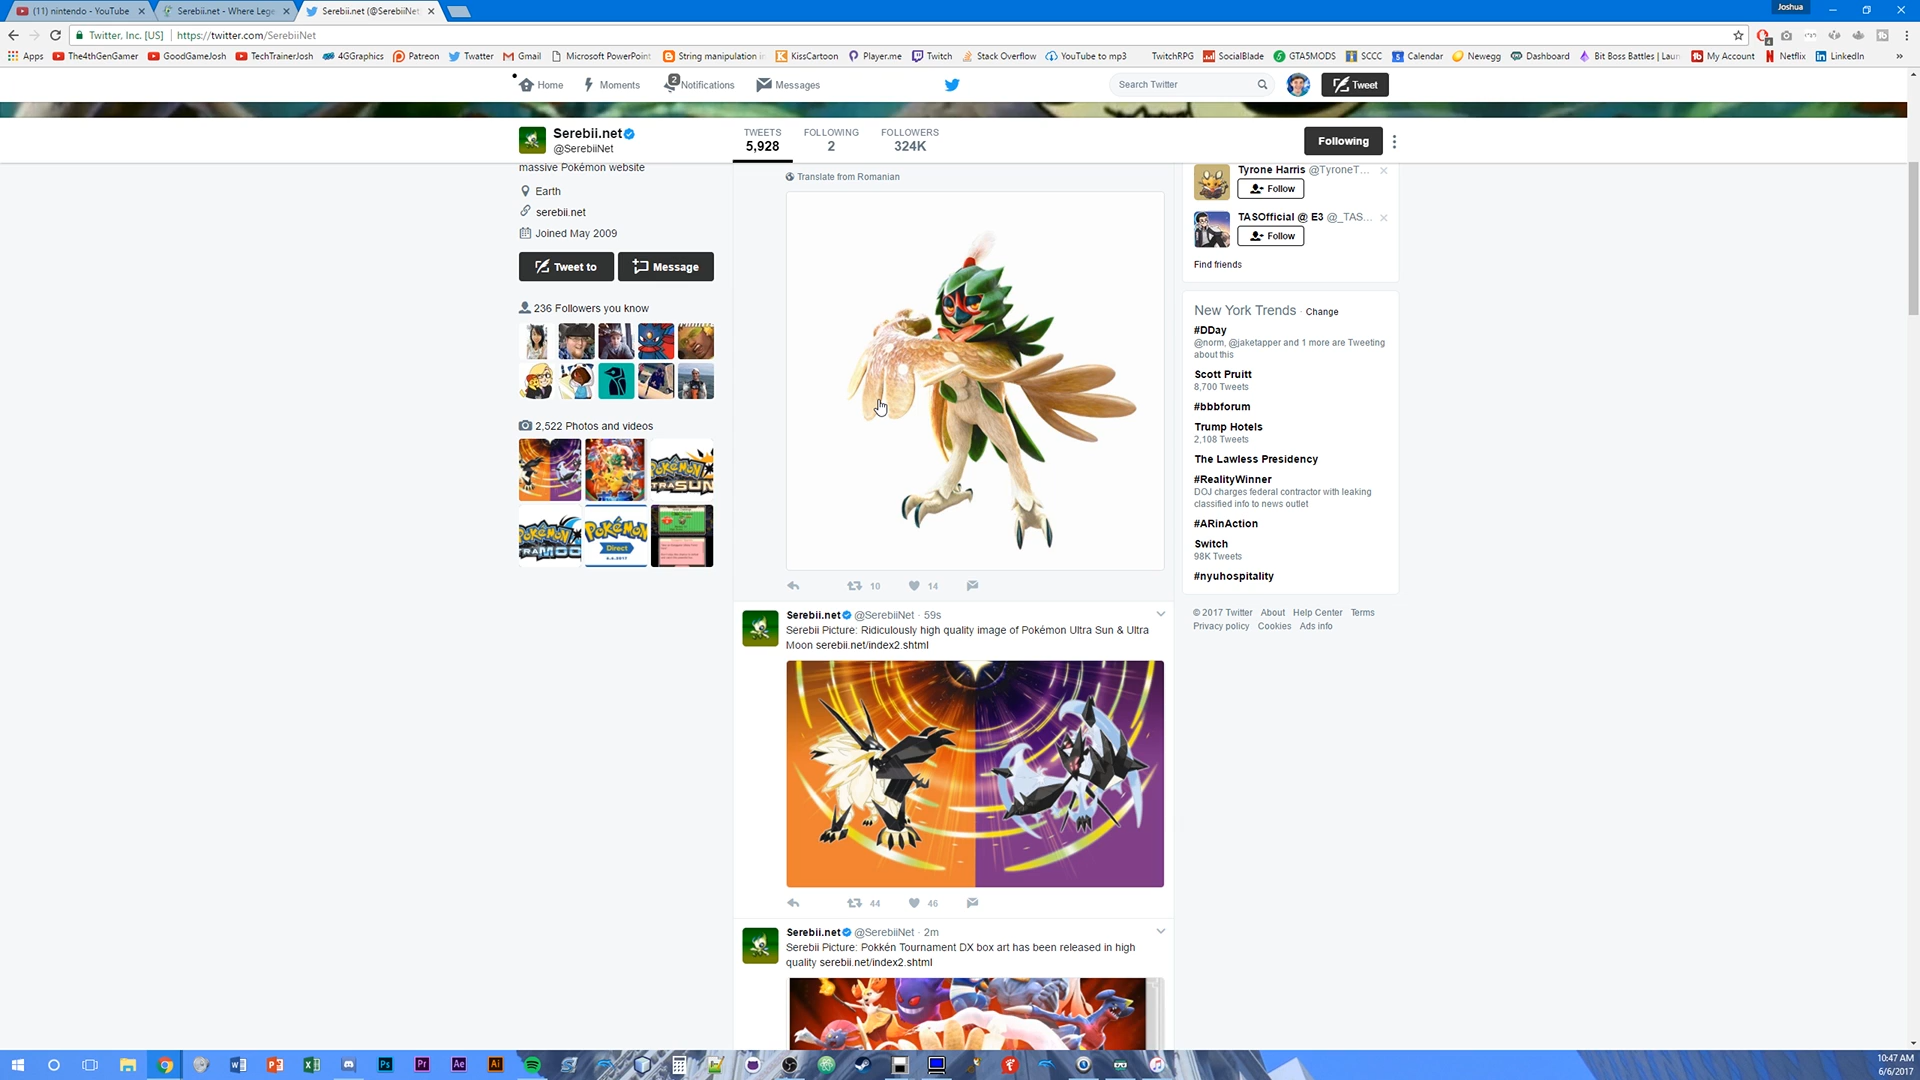 (11) nintendo - YouTube
Serebii.net - Where Lege
Serebii.net (@SerebiiNet
Joshua
Twitter, Inc. [US]
https://twitter.com/SerebiiNet
Apps
The4thGenGamer
GoodGameJosh
TechTrainerJosh
4GGraphics
Patreon
Twatter
Gmail
Microsoft PowerPoint
String manipulation i
KissCartoon
Player.me
Twitch
Stack Overflow
YouTube to mp3
TwitchRPG
SocialBlade
GTA5MODS
SCCC
Calendar
Newegg
Dashboard
Bit Boss Battles | Laun
My Account
Netflix
LinkedIn
Home
Moments
2
Notifications
Messages
Search Twitter
Tweet
Serebii.net
@SerebiiNet
TWEETS
5,928
FOLLOWING
2
FOLLOWERS
324K
Following
massive Pokémon website
Earth
serebii.net
Joined May 2009
Tweet to
Message
236 Followers you know
2,522 Photos and videos
Pokémon
Direct
6.6.2017
Translate from Romanian
10
14
Serebii.net @SerebiiNet · 59s
Serebii Picture: Ridiculously high quality image of Pokémon Ultra Sun & Ultra
Moon serebii.net/index2.shtml
44
46
Serebii.net @SerebiiNet · 2m
Serebii Picture: Pokkén Tournament DX box art has been released in high
quality serebii.net/index2.shtml
Tyrone Harris @TyroneT...
Follow
TASOfficial @ E3 @_TAS...
Follow
Find friends
New York Trends · Change
#DDay
@norm, @jaketapper and 1 more are Tweeting
about this
Scott Pruitt
8,700 Tweets
#bbbforum
Trump Hotels
2,108 Tweets
The Lawless Presidency
#RealityWinner
DOJ charges federal contractor with leaking
classified info to news outlet
#ARinAction
Switch
98K Tweets
#nyuhospitality
© 2017 Twitter About Help Center Terms
Privacy policy Cookies Ads info
10:47 AM
6/6/2017